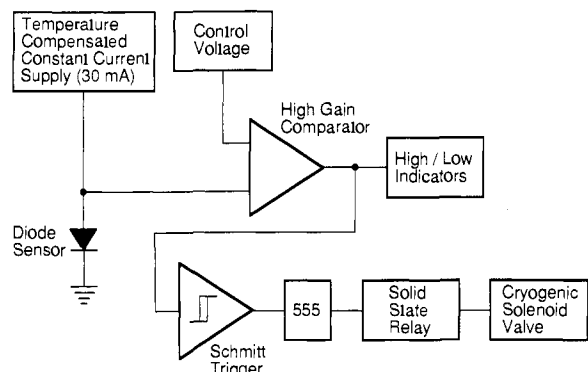 Temperature
Compensated
Constant Current
Supply (30 mA)
Control
Voltage
High Gain
Comparator
High / Low
Indicators
Diode
Sensor
Schmitt
Trigger
555
Solid
State
Relay
Cryogenic
Solenoid
Valve